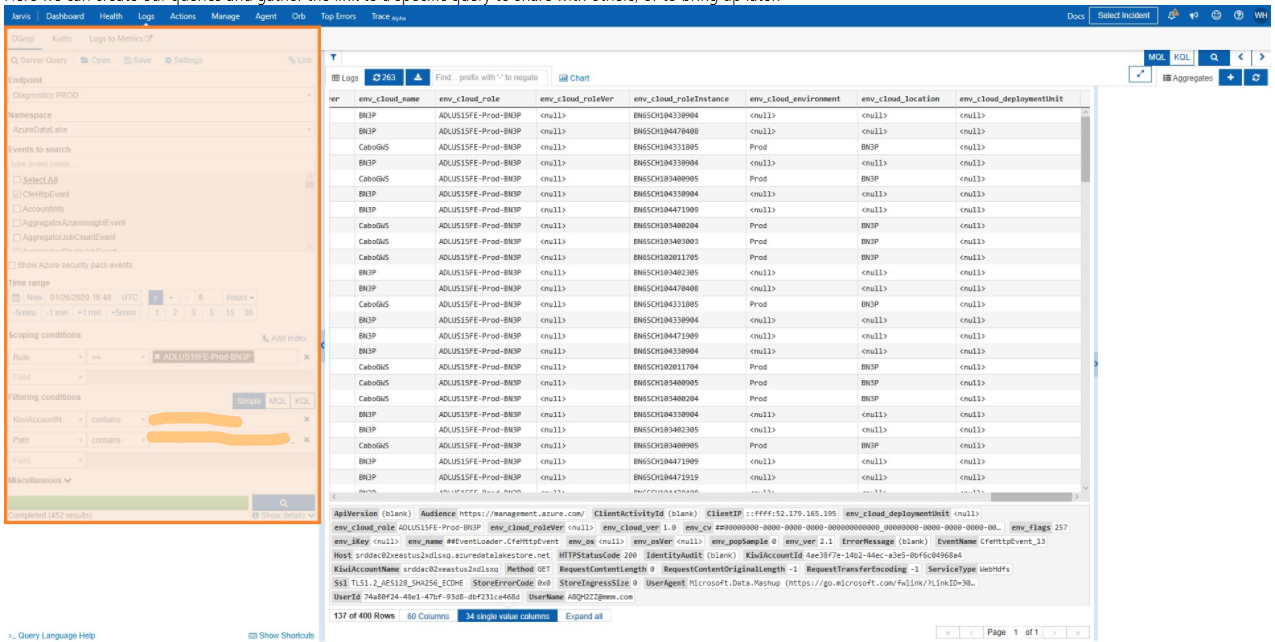 Here we can create our queries and gather the link to a specific query to share with others, or to bring up later.
Jarvis Dashboard Health Logs Actions Manage Agent Orb Top Errors Trace Alpha Docs Select Incident WH
DGrep Kusto Logs to Metrics
Server Query Open Save Settings Link
Endpoint
Diagnostics PROD
Namespace
AzureDataLake
Events to search
type event name...
Select All
CfeHttpEvent
AccountInfo
AggregatorAzureInsightEvent
AggregatorJobCountEvent
Show Azure security pack events
Time range
Now 01/28/2020 16:40 UTC ± + - 6 Hours
-5mins -1 min +1 min +5mins 1 2 3 5 15 30
Scoping conditions Add Index
Role == ADLUS15FE-Prod-BN3P
Field
Filtering conditions Simple MQL KQL
KiwiAccountN... contains
Path contains
Field
Miscellaneous
Completed (452 results) Show details
>_ Query Language Help Show Shortcuts
MQL KQL
Logs 263 Find... prefix with '-' to negate Chart Aggregates
ver env_cloud_name env_cloud_role env_cloud_roleVer env_cloud_roleInstance env_cloud_environment env_cloud_location env_cloud_deploymentUnit
BN3P ADLUS15FE-Prod-BN3P <null> BN6SCH104330904 <null> <null> <null>
BN3P ADLUS15FE-Prod-BN3P <null> BN6SCH104470408 <null> <null> <null>
CaboGWS ADLUS15FE-Prod-BN3P <null> BN6SCH104331805 Prod BN3P <null>
BN3P ADLUS15FE-Prod-BN3P <null> BN6SCH104330904 <null> <null> <null>
CaboGWS ADLUS15FE-Prod-BN3P <null> BN6SCH103400905 Prod BN3P <null>
BN3P ADLUS15FE-Prod-BN3P <null> BN6SCH104330904 <null> <null> <null>
BN3P ADLUS15FE-Prod-BN3P <null> BN6SCH104471909 <null> <null> <null>
CaboGWS ADLUS15FE-Prod-BN3P <null> BN6SCH103400204 Prod BN3P <null>
CaboGWS ADLUS15FE-Prod-BN3P <null> BN6SCH103403003 Prod BN3P <null>
CaboGWS ADLUS15FE-Prod-BN3P <null> BN6SCH102011705 Prod BN3P <null>
BN3P ADLUS15FE-Prod-BN3P <null> BN6SCH103402305 <null> <null> <null>
BN3P ADLUS15FE-Prod-BN3P <null> BN6SCH104470408 <null> <null> <null>
CaboGWS ADLUS15FE-Prod-BN3P <null> BN6SCH104331805 Prod BN3P <null>
BN3P ADLUS15FE-Prod-BN3P <null> BN6SCH104330904 <null> <null> <null>
BN3P ADLUS15FE-Prod-BN3P <null> BN6SCH104471909 <null> <null> <null>
BN3P ADLUS15FE-Prod-BN3P <null> BN6SCH104330904 <null> <null> <null>
CaboGWS ADLUS15FE-Prod-BN3P <null> BN6SCH102011704 Prod BN3P <null>
CaboGWS ADLUS15FE-Prod-BN3P <null> BN6SCH103400905 Prod BN3P <null>
CaboGWS ADLUS15FE-Prod-BN3P <null> BN6SCH103400204 Prod BN3P <null>
BN3P ADLUS15FE-Prod-BN3P <null> BN6SCH104330904 <null> <null> <null>
BN3P ADLUS15FE-Prod-BN3P <null> BN6SCH103402305 <null> <null> <null>
CaboGWS ADLUS15FE-Prod-BN3P <null> BN6SCH103400905 Prod BN3P <null>
BN3P ADLUS15FE-Prod-BN3P <null> BN6SCH104471909 <null> <null> <null>
BN3P ADLUS15FE-Prod-BN3P <null> BN6SCH104471919 <null> <null> <null>
ApiVersion (blank) Audience https://management.azure.com/ ClientActivityId (blank) ClientIP ::ffff:52.179.165.195 env_cloud_deploymentUnit <null>
env_cloud_role ADLUS15FE-Prod-BN3P env_cloud_roleVer <null> env_cloud_ver 1.0 env_cv ##00000000-0000-0000-0000-000000000000_00000000-0000-0000-0000-00… env_flags 257
env_iKey <null> env_name ##EventLoader.CfeHttpEvent env_os <null> env_osVer <null> env_popSample 0 env_ver 2.1 ErrorMessage (blank) EventName CfeHttpEvent_13
Host srddac02xeastus2xdlsxq.azuredatalakestore.net HTTPStatusCode 200 IdentityAudit (blank) KiwiAccountId 4ae38f7e-14b2-44ec-a3e5-0bf6c04968a4
KiwiAccountName srddac02xeastus2xdlsxq Method GET RequestContentLength 0 RequestContentOriginalLength -1 RequestTransferEncoding -1 ServiceType WebHdfs
Ssl TLS1.2_AES128_SHA256_ECDHE StoreErrorCode 0x0 StoreIngressSize 0 UserAgent Microsoft.Data.Mashup (https://go.microsoft.com/fwlink/?LinkID=30…
UserId 74a80f24-49e1-47bf-93d8-dbf231ce468d UserName A8QH2ZZ@mmm.com
137 of 400 Rows 60 Columns 34 single value columns Expand all
Page 1 of 1